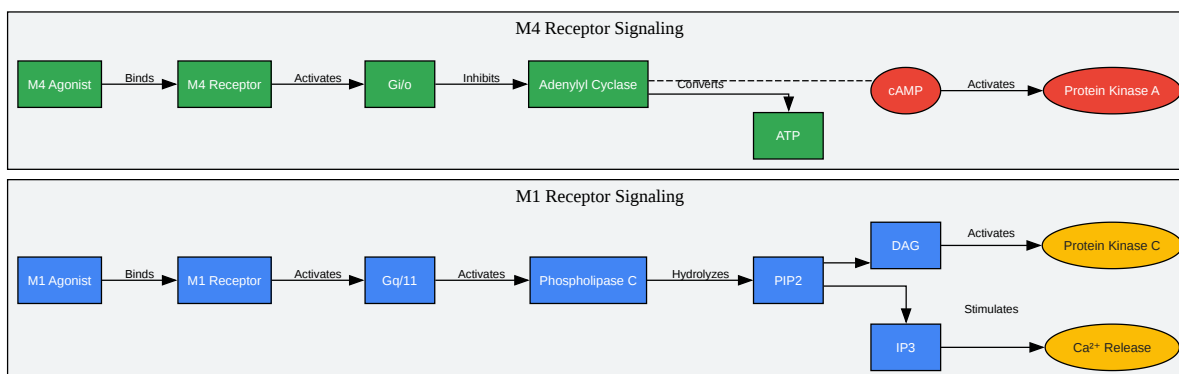 M4 Receptor Signaling
M4 Agonist
Binds
M4 Receptor
Activates
Gi/o
Inhibits
Adenylyl Cyclase
Converts
ATP
cAMP
Activates
Protein Kinase A
M1 Receptor Signaling
M1 Agonist
Binds
M1 Receptor
Activates
Gq/11
Activates
Phospholipase C
Hydrolyzes
PIP2
DAG
Activates
Protein Kinase C
IP3
Stimulates
Ca²⁺ Release